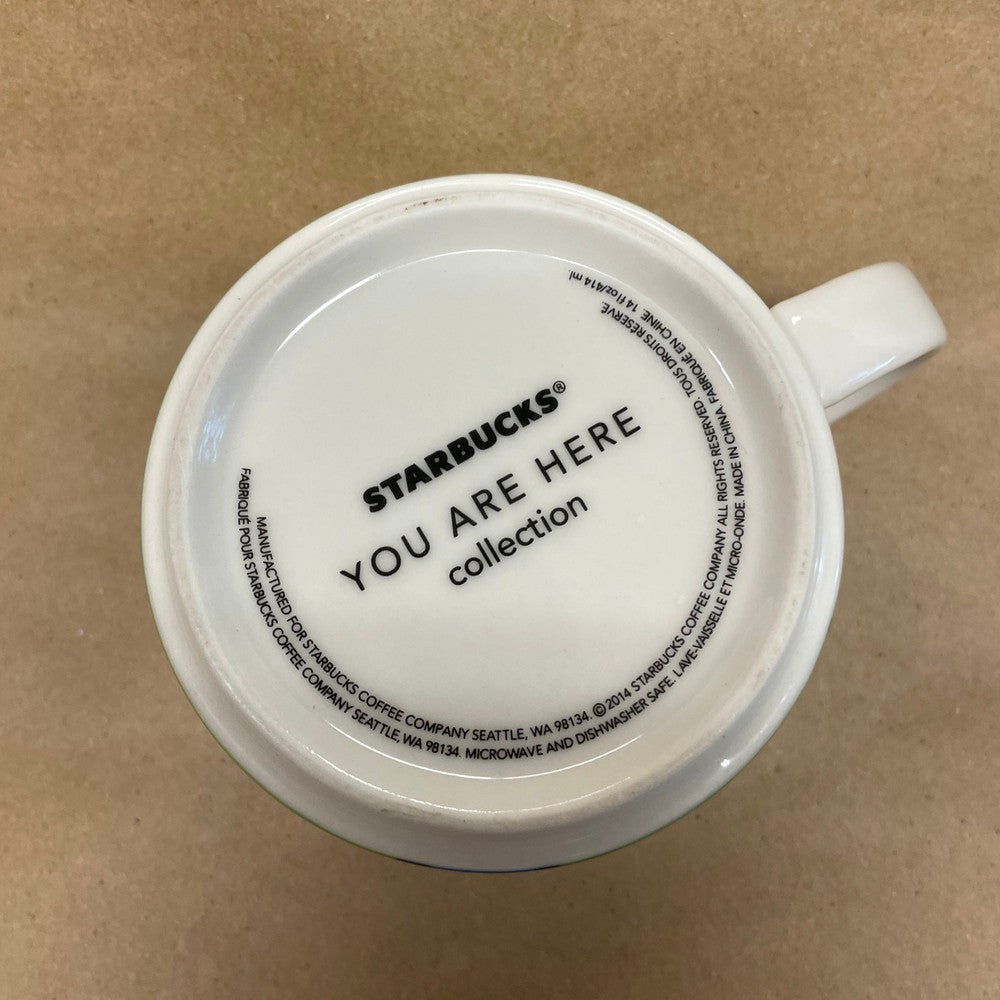 STARBUCKS®
YOU ARE HERE
collection
MANUFACTURED FOR STARBUCKS COFFEE COMPANY SEATTLE, WA 98134. ©2014 STARBUCKS COFFEE COMPANY ALL RIGHTS RESERVED. TOUS DROITS RÉSERVÉ.
FABRIQUÉ POUR STARBUCKS COFFEE COMPANY SEATTLE, WA 98134. MICROWAVE AND DISHWASHER SAFE. LAVE-VAISSELLE ET MICRO-ONDE. MADE IN CHINA. FABRIQUÉ EN CHINE. 14 fl oz/414 ml.